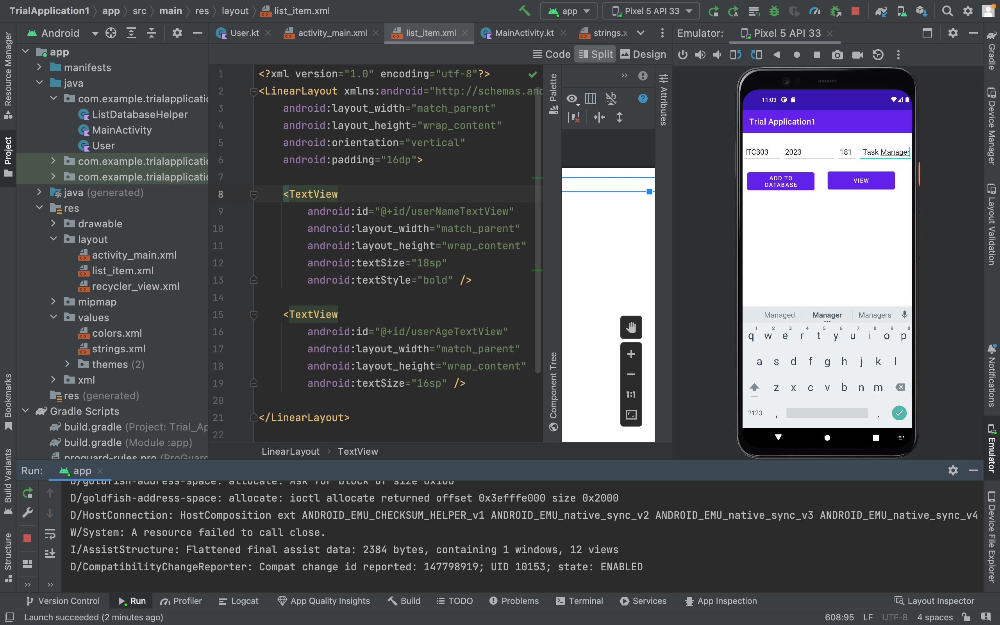 TrialApplication1 〉 app 〉 src 〉 main 〉 res 〉 layout 〉 list_item.xml
app
Pixel 5 API 33
Android
User.kt
activity_main.xml
list_item.xml
MainActivity.kt
strings.x
Emulator:
Pixel 5 API 33
Code
Split
Design
Resource Manager
Project
Bookmarks
Build Variants
Structure
app
manifests
java
com.example.trialapplicatio
ListDatabaseHelper
MainActivity
User
com.example.trialapplicatio
com.example.trialapplicatio
java (generated)
res
drawable
layout
activity_main.xml
list_item.xml
recycler_view.xml
mipmap
values
colors.xml
strings.xml
themes (2)
xml
res (generated)
Gradle Scripts
build.gradle (Project: Trial_Ap
build.gradle (Module :app)
proguard-rules.pro (ProGuard
1 <?xml version="1.0" encoding="utf-8"?>
2 <LinearLayout xmlns:android="http://schemas.and
3 android:layout_width="match_parent"
4 android:layout_height="wrap_content"
5 android:orientation="vertical"
6 android:padding="16dp">
7
8 <TextView
9 android:id="@+id/userNameTextView"
10 android:layout_width="match_parent"
11 android:layout_height="wrap_content"
12 android:textSize="18sp"
13 android:textStyle="bold" />
14
15 <TextView
16 android:id="@+id/userAgeTextView"
17 android:layout_width="match_parent"
18 android:layout_height="wrap_content"
19 android:textSize="16sp" />
20
21 </LinearLayout>
22
LinearLayout › TextView
Palette
Component Tree
Attributes
1:1
11:03
Trial Application1
ITC303 2023 181 Task Manager
ADD TO
DATABASE
VIEW
Managed Manager Managers
1 2 3 4 5 6 7 8 9 0
q w e r t y u i o p
a s d f g h j k l
z x c v b n m
?123 , .
Gradle
Device Manager
Layout Validation
Notifications
Emulator
Device File Explorer
Run: app
D/goldfish-address-space: allocate: Ask for block of size 0x100
D/goldfish-address-space: allocate: ioctl allocate returned offset 0x3efffe000 size 0x2000
D/HostConnection: HostComposition ext ANDROID_EMU_CHECKSUM_HELPER_v1 ANDROID_EMU_native_sync_v2 ANDROID_EMU_native_sync_v3 ANDROID_EMU_native_sync_v4
W/System: A resource failed to call close.
I/AssistStructure: Flattened final assist data: 2384 bytes, containing 1 windows, 12 views
D/CompatibilityChangeReporter: Compat change id reported: 147798919; UID 10153; state: ENABLED
Version Control Run Profiler Logcat App Quality Insights Build TODO Problems Terminal Services App Inspection Layout Inspector
Launch succeeded (2 minutes ago)
608:95 LF UTF-8 4 spaces